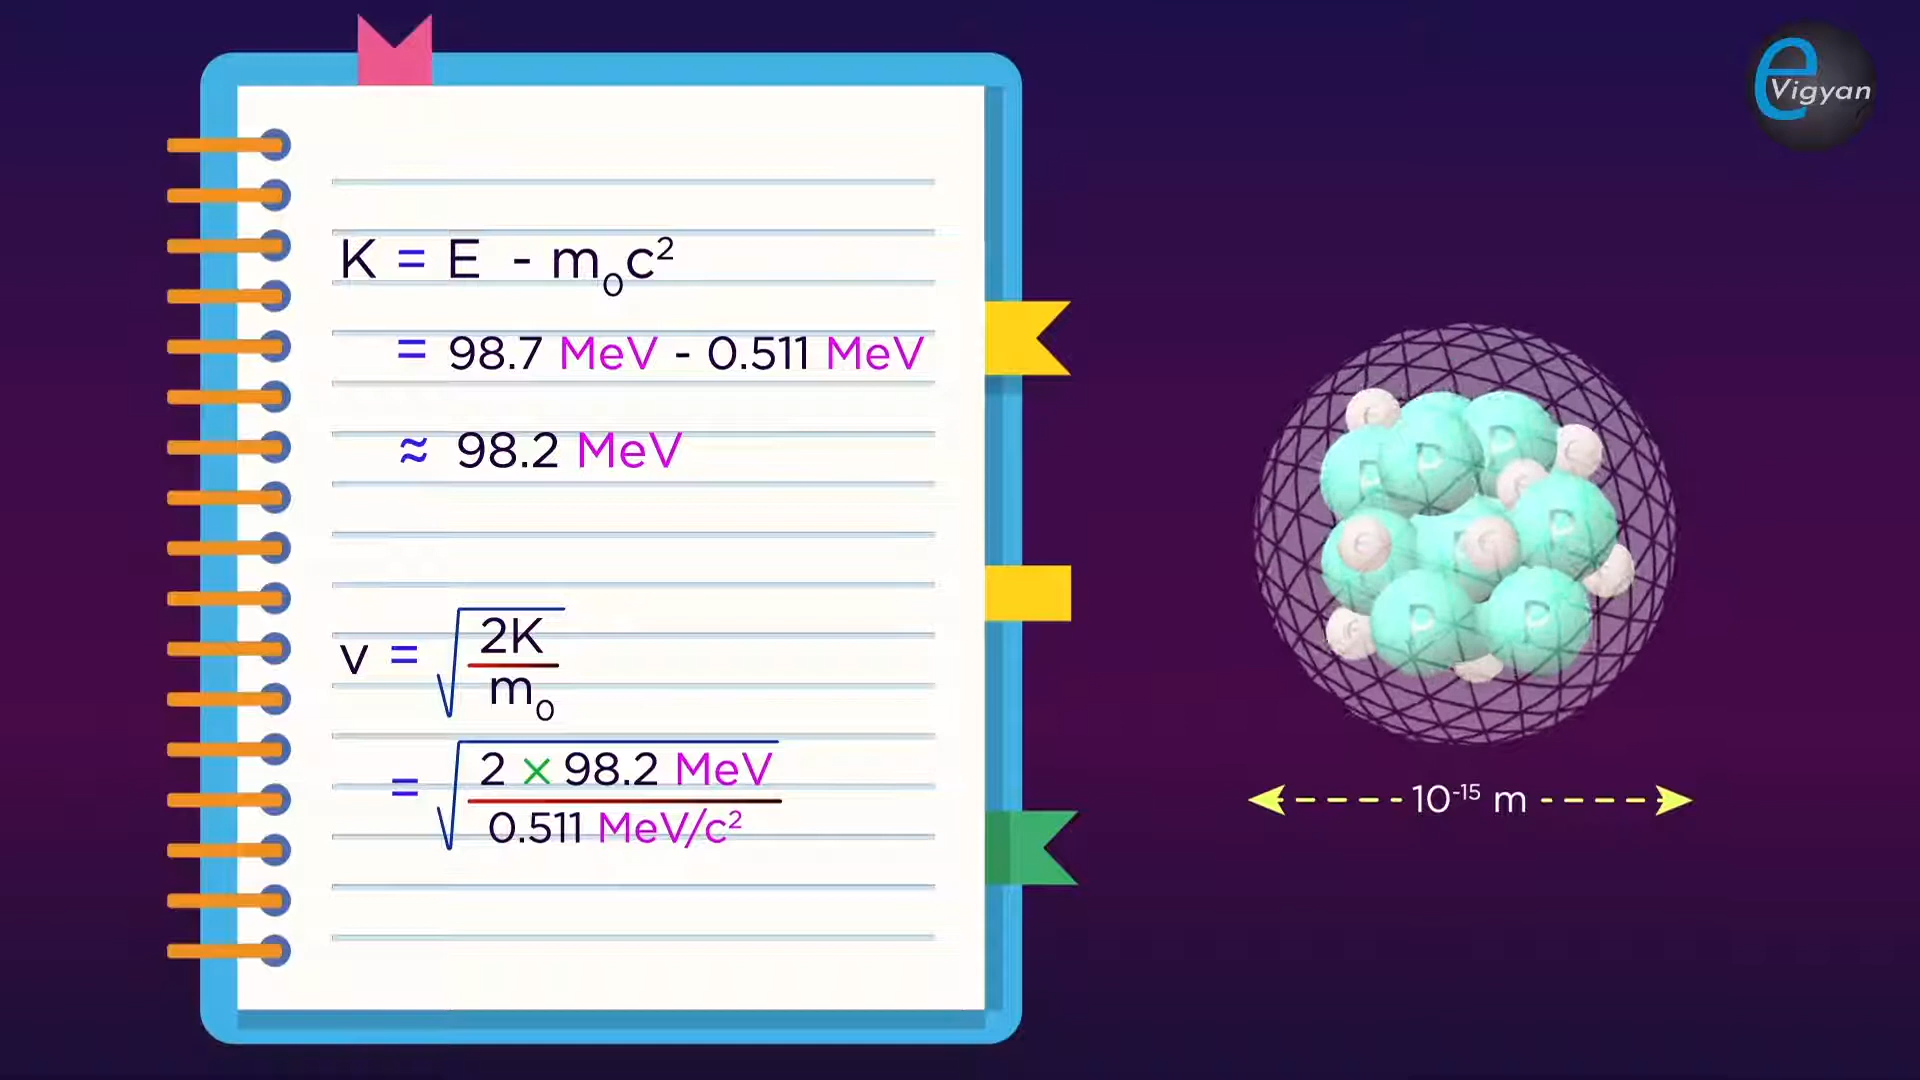 e
Vigyan
K = E - m₀c²
= 98.7 MeV - 0.511 MeV
≈ 98.2 MeV
v = √(2K / m₀)
= √(2 × 98.2 MeV / 0.511 MeV/c²)
10⁻¹⁵ m